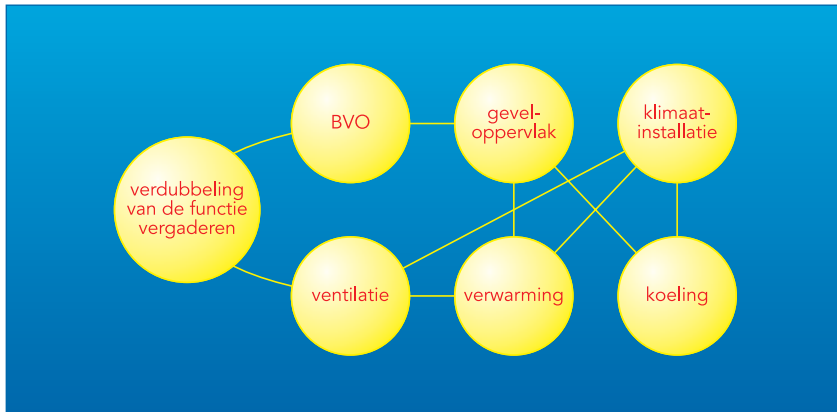 verdubbeling
van de functie
vergaderen
BVO
gevel-
oppervlak
klimaat-
installatie
ventilatie
verwarming
koeling